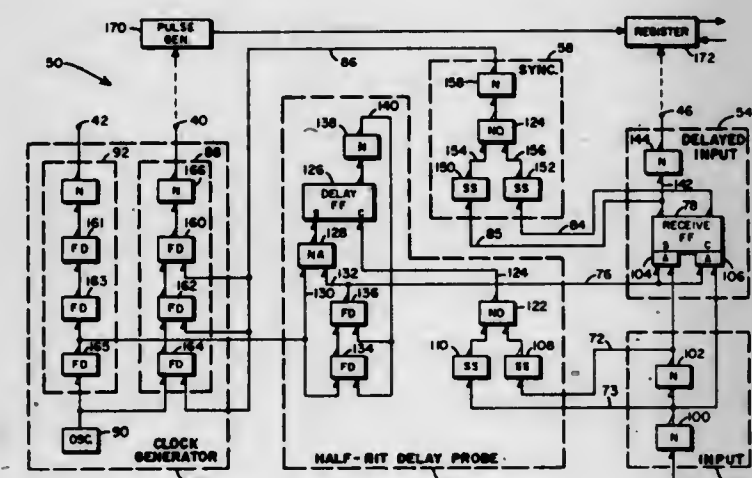 170
PULSE
GEN.
REGISTER
172
50
86
58
SYNC.
42
40
46
54
92
88
138
140
158
N
N
NO
124
DELAYED
INPUT
144
N
142
N
166
N
126
DELAY
FF
S
C
154
156
150
SS
SS
152
78
RECEIVE
FF
S
C
A
A
104
106
161
FD
FD
160
128
NA
85
84
132
124
76
163
FD
FD
162
130
136
FD
NO
122
165
FD
FD
164
134
FD
110
SS
SS
108
72
73
102
N
OSC.
90
100
N
CLOCK
GENERATOR
HALF-BIT DELAY PROBE
INPUT